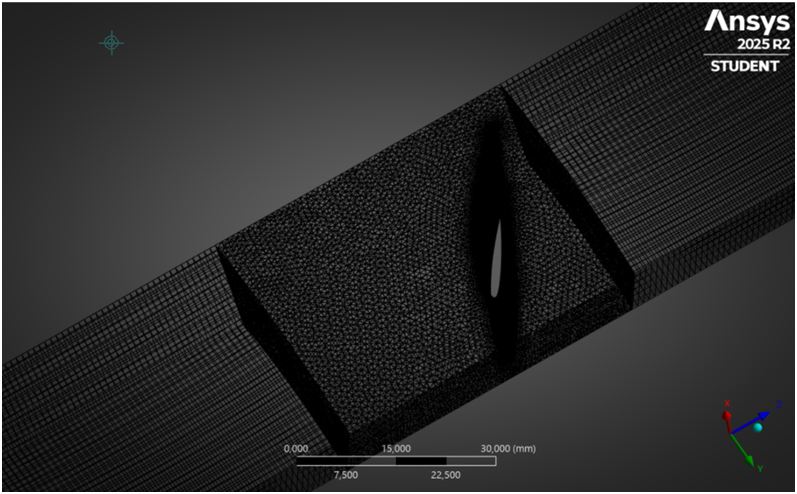 Ansys
2025 R2
STUDENT
0,000 15,000 30,000 (mm)
7,500 22,500
X
Z
Y